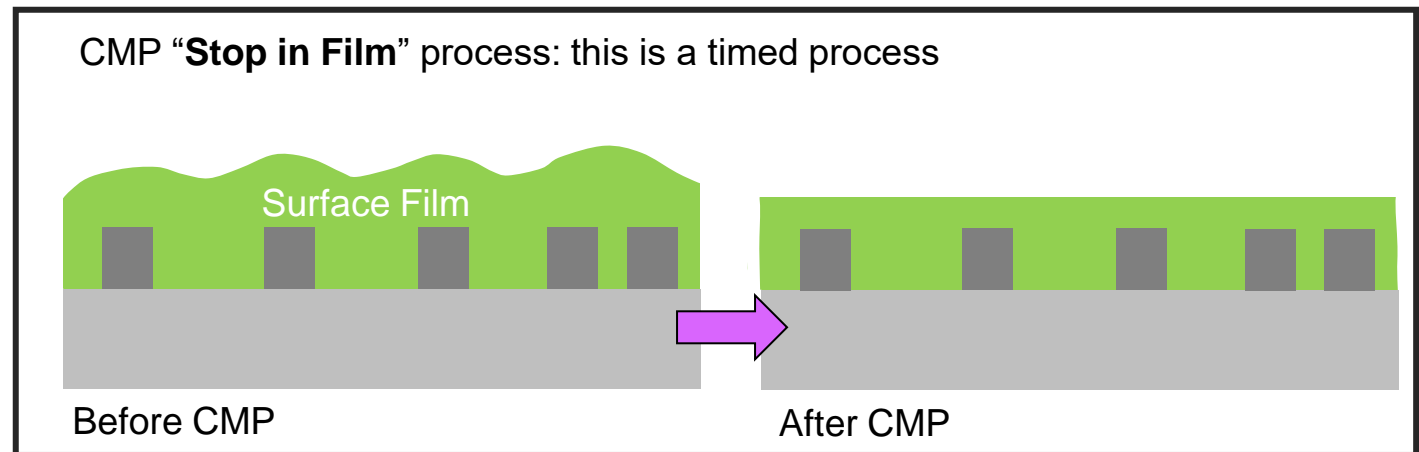 CMP “Stop in Film” process: this is a timed process
Surface Film
Before CMP
After CMP